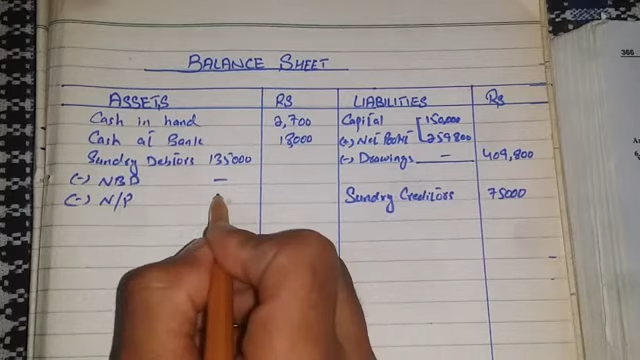 366
BALANCE SHEET
ASSETS Rs LIABILITIES Rs
Cash in hand 2,700 Capital 150,000
Cash at Bank 18000 (+) Net Profit 259800
Sundry Debtors 135000 (-) Drawings — 409,800
(-) NBD —
(-) N/P Sundry Creditors 75000